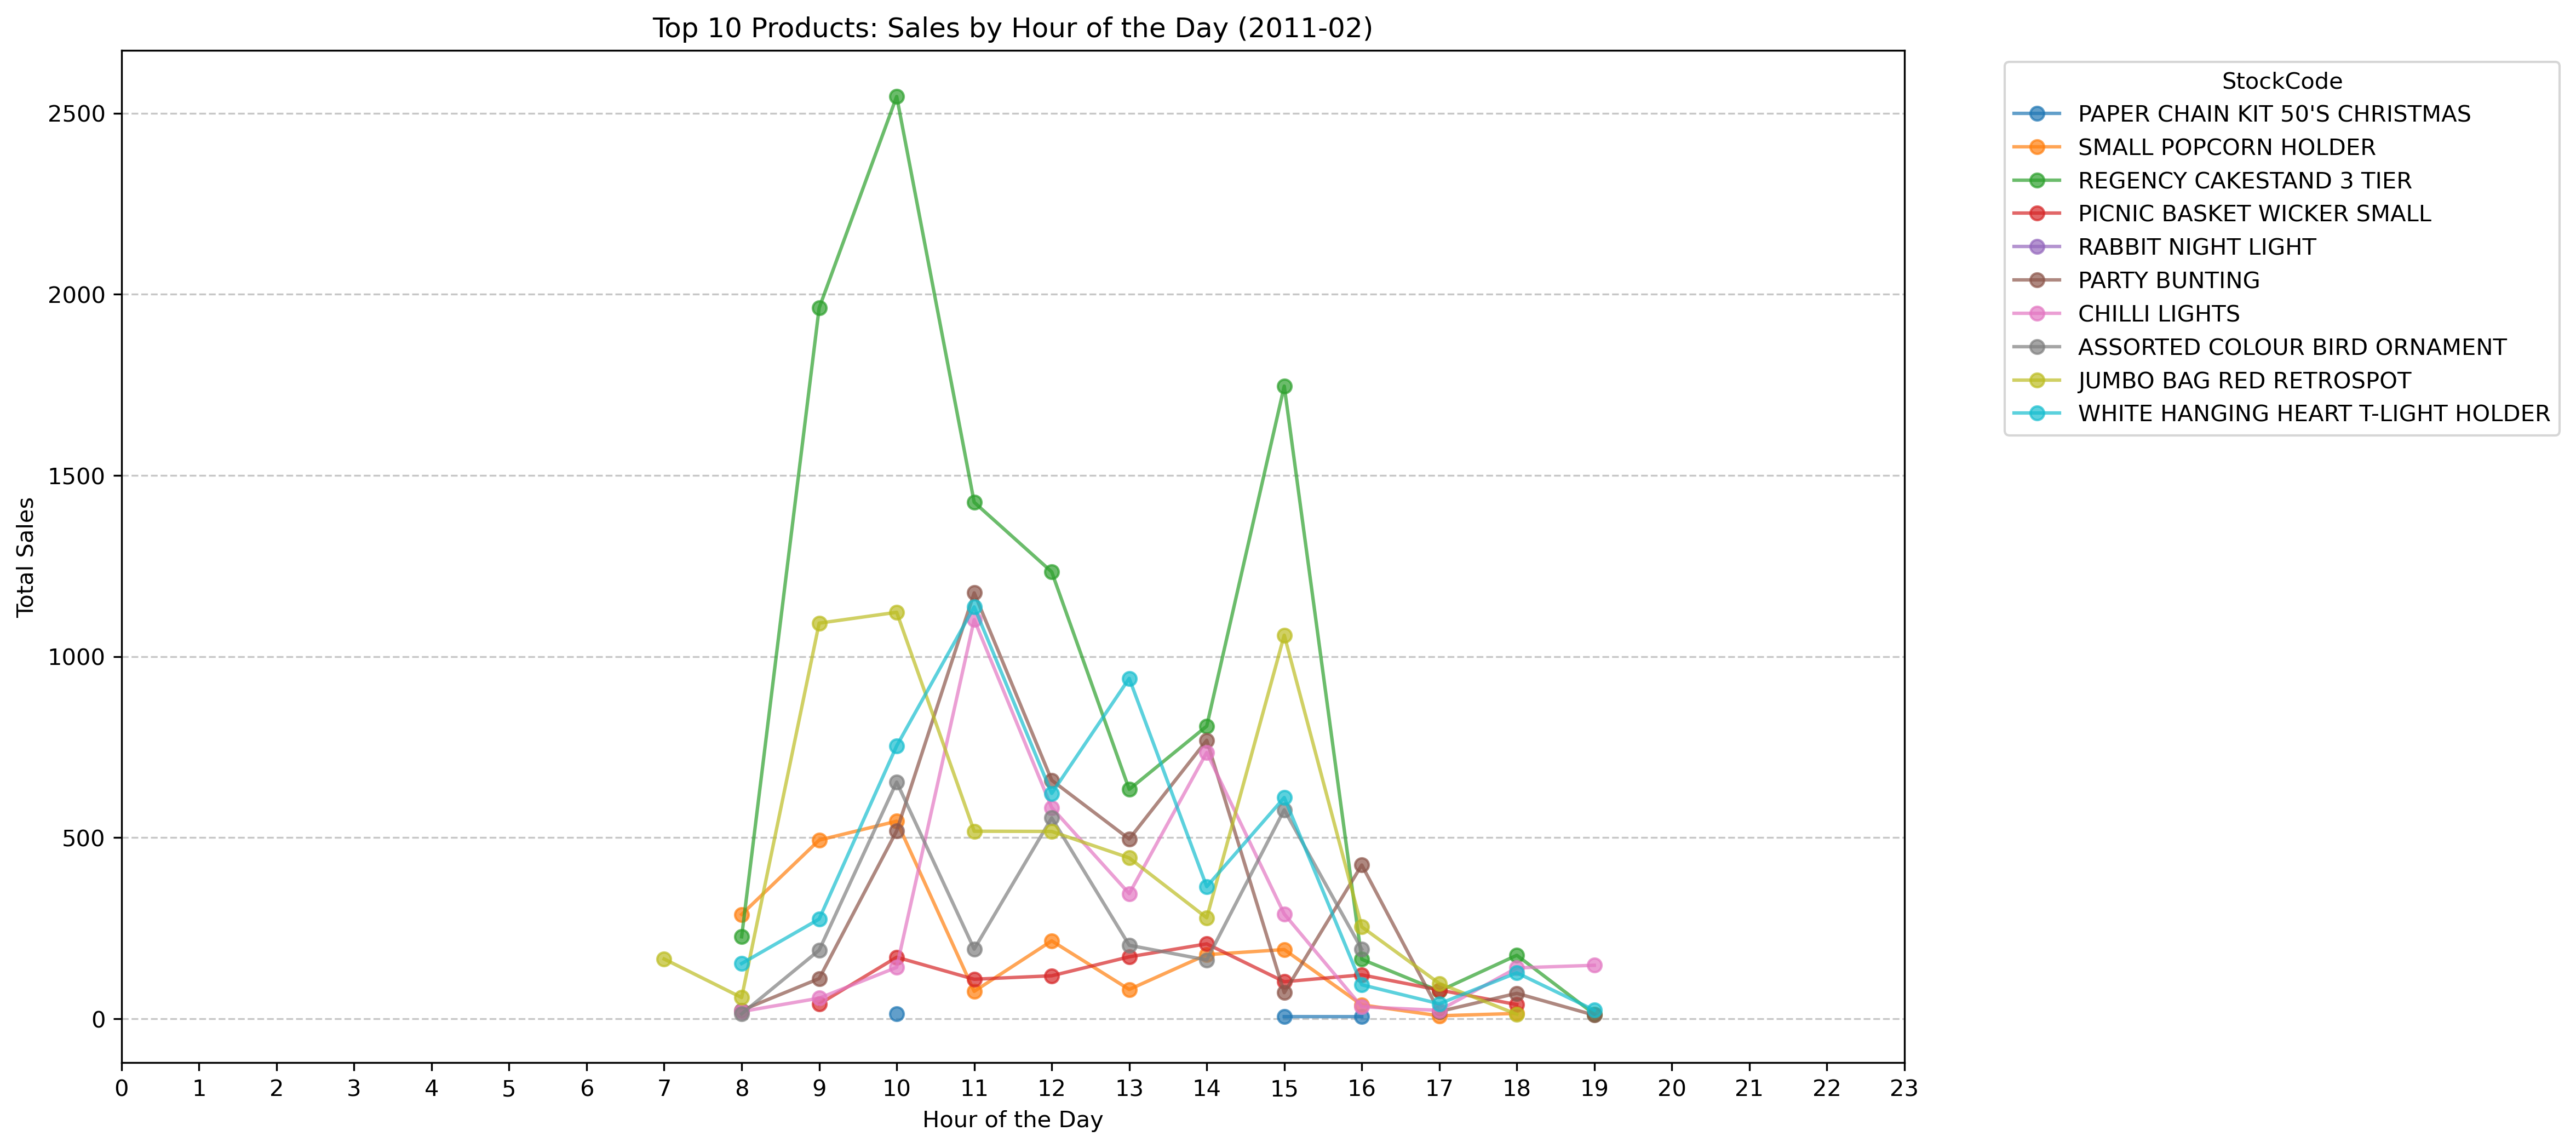 Top 10 Products: Sales by Hour of the Day (2011-02)
Total Sales
2500
2000
1500
1000
500
0
0 1 2 3 4 5 6 7 8 9 10 11 12 13 14 15 16 17 18 19 20 21 22 23
Hour of the Day
StockCode
PAPER CHAIN KIT 50'S CHRISTMAS
SMALL POPCORN HOLDER
REGENCY CAKESTAND 3 TIER
PICNIC BASKET WICKER SMALL
RABBIT NIGHT LIGHT
PARTY BUNTING
CHILLI LIGHTS
ASSORTED COLOUR BIRD ORNAMENT
JUMBO BAG RED RETROSPOT
WHITE HANGING HEART T-LIGHT HOLDER